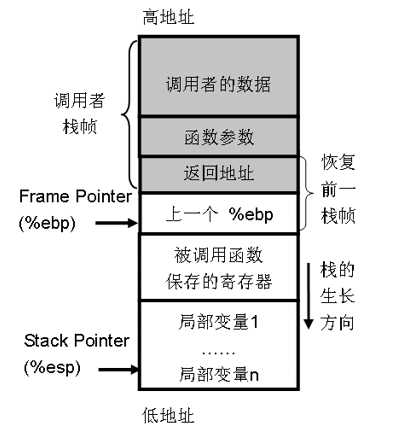 高地址
调用者的数据
调用者
栈帧
函数参数
返回地址
恢复
前一
栈帧
Frame Pointer
(%ebp)
上一个 %ebp
被调用函数
保存的寄存器
栈的
生长
方向
局部变量1
......
局部变量n
Stack Pointer
(%esp)
低地址